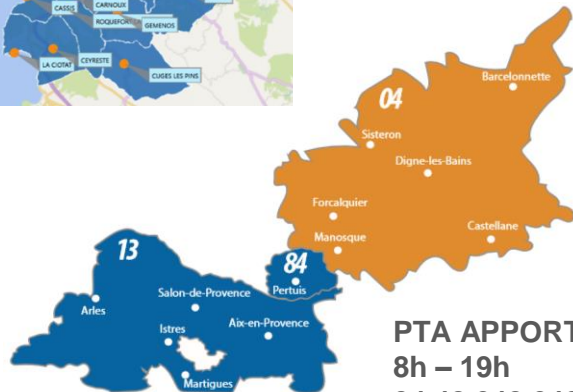 CASSIS
CARNOUX
GEMENOS
LA CIOTAT
CEYRESTE
CUGES LES PINS
04
Barcelonnette
Sisteron
Digne-les-Bains
Forcalquier
Castellane
Manosque
13
84
Pertuis
Salon-de-Provence
Arles
Istres
Aix-en-Provence
Martigues
PTA APPORT
8h – 19h